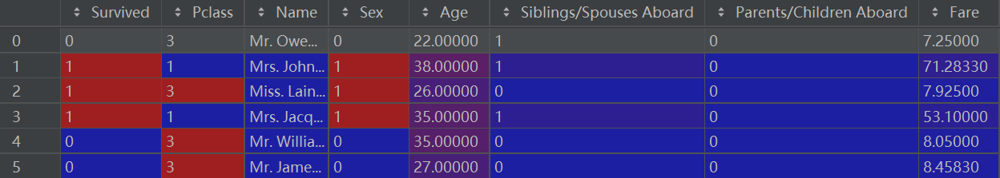 Survived Pclass Name Sex Age Siblings/Spouses Aboard Parents/Children Aboard Fare
0 0 3 Mr. Owe... 0 22.00000 1 0 7.25000
1 1 1 Mrs. John... 1 38.00000 1 0 71.28330
2 1 3 Miss. Lain... 1 26.00000 0 0 7.92500
3 1 1 Mrs. Jacq... 1 35.00000 1 0 53.10000
4 0 3 Mr. Willia... 0 35.00000 0 0 8.05000
5 0 3 Mr. Jame... 0 27.00000 0 0 8.45830